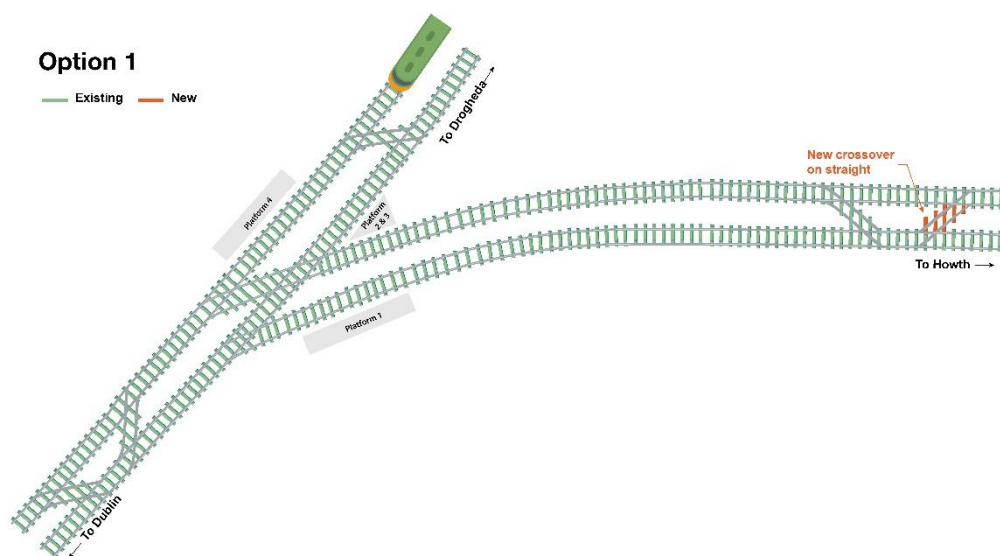 Option 1
Existing
New
To Drogheda
Platform 4
Platform
2 & 3
Platform 1
New crossover
on straight
To Howth
To Dublin